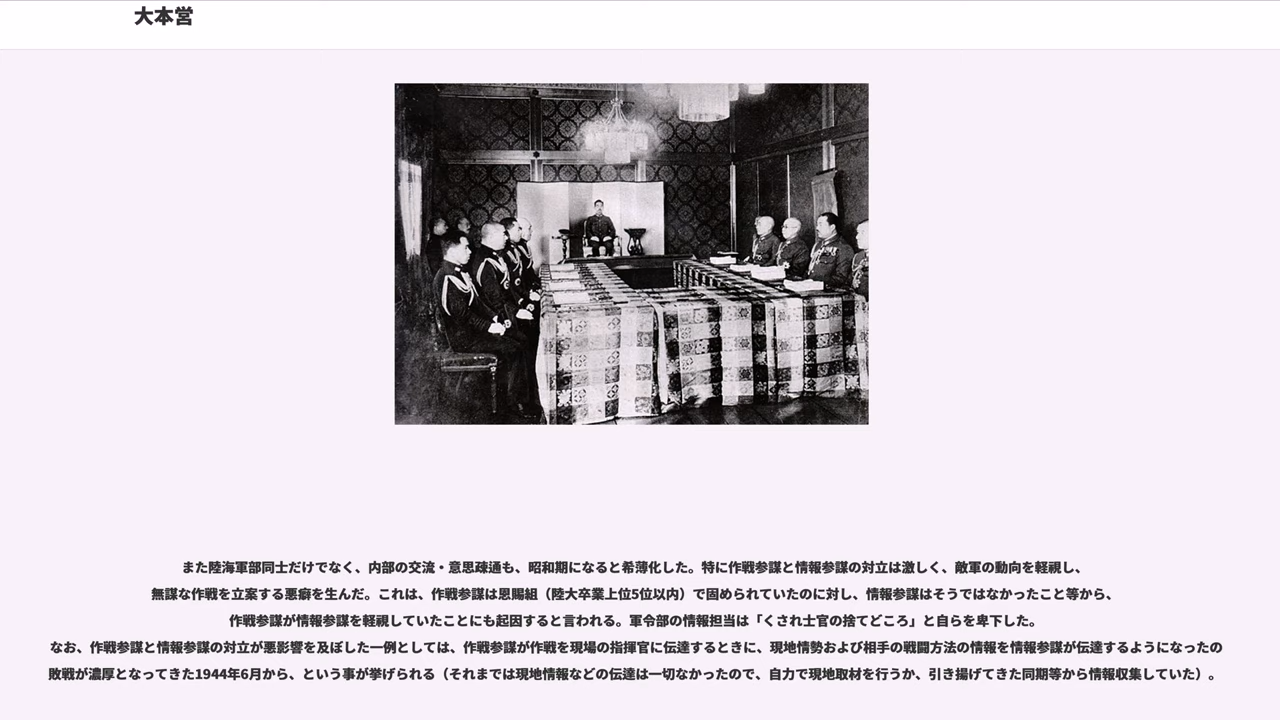 大本営
また陸海軍部同士だけでなく、内部の交流・意思疎通も、昭和期になると希薄化した。特に作戦参謀と情報参謀の対立は激しく、敵軍の動向を軽視し、
無謀な作戦を立案する悪癖を生んだ。これは、作戦参謀は恩賜組（陸大卒業上位5位以内）で固められていたのに対し、情報参謀はそうではなかったこと等から、
作戦参謀が情報参謀を軽視していたことにも起因すると言われる。軍令部の情報担当は「くされ士官の捨てどころ」と自らを卑下した。
なお、作戦参謀と情報参謀の対立が悪影響を及ぼした一例としては、作戦参謀が作戦を現場の指揮官に伝達するときに、現地情勢および相手の戦闘方法の情報を情報参謀が伝達するようになったの
敗戦が濃厚となってきた1944年6月から、という事が挙げられる（それまでは現地情報などの伝達は一切なかったので、自力で現地取材を行うか、引き揚げてきた同期等から情報収集していた）。